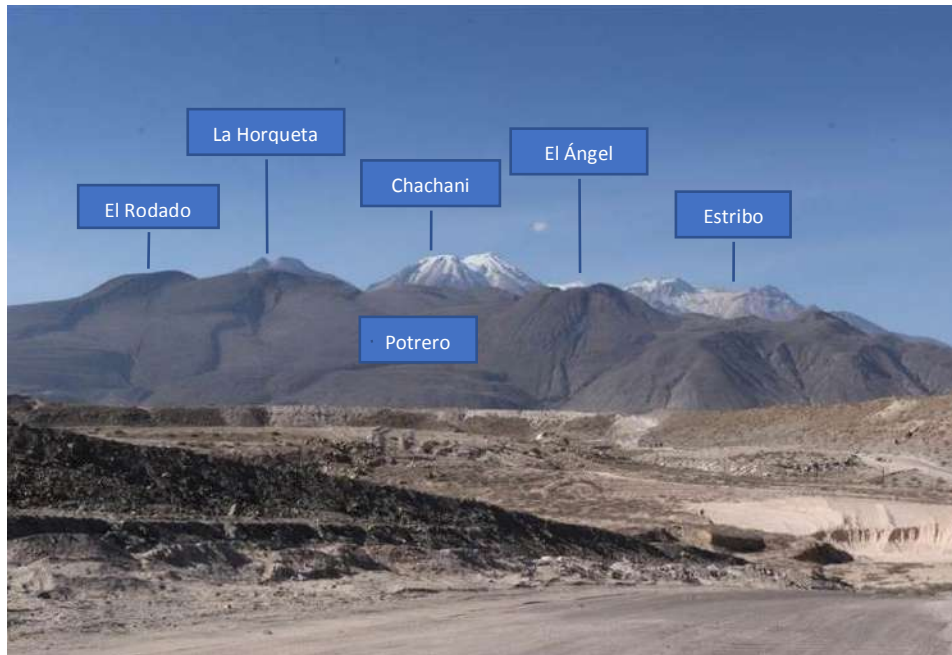 La Horqueta
El Ángel
Chachani
El Rodado
Estribo
Potrero